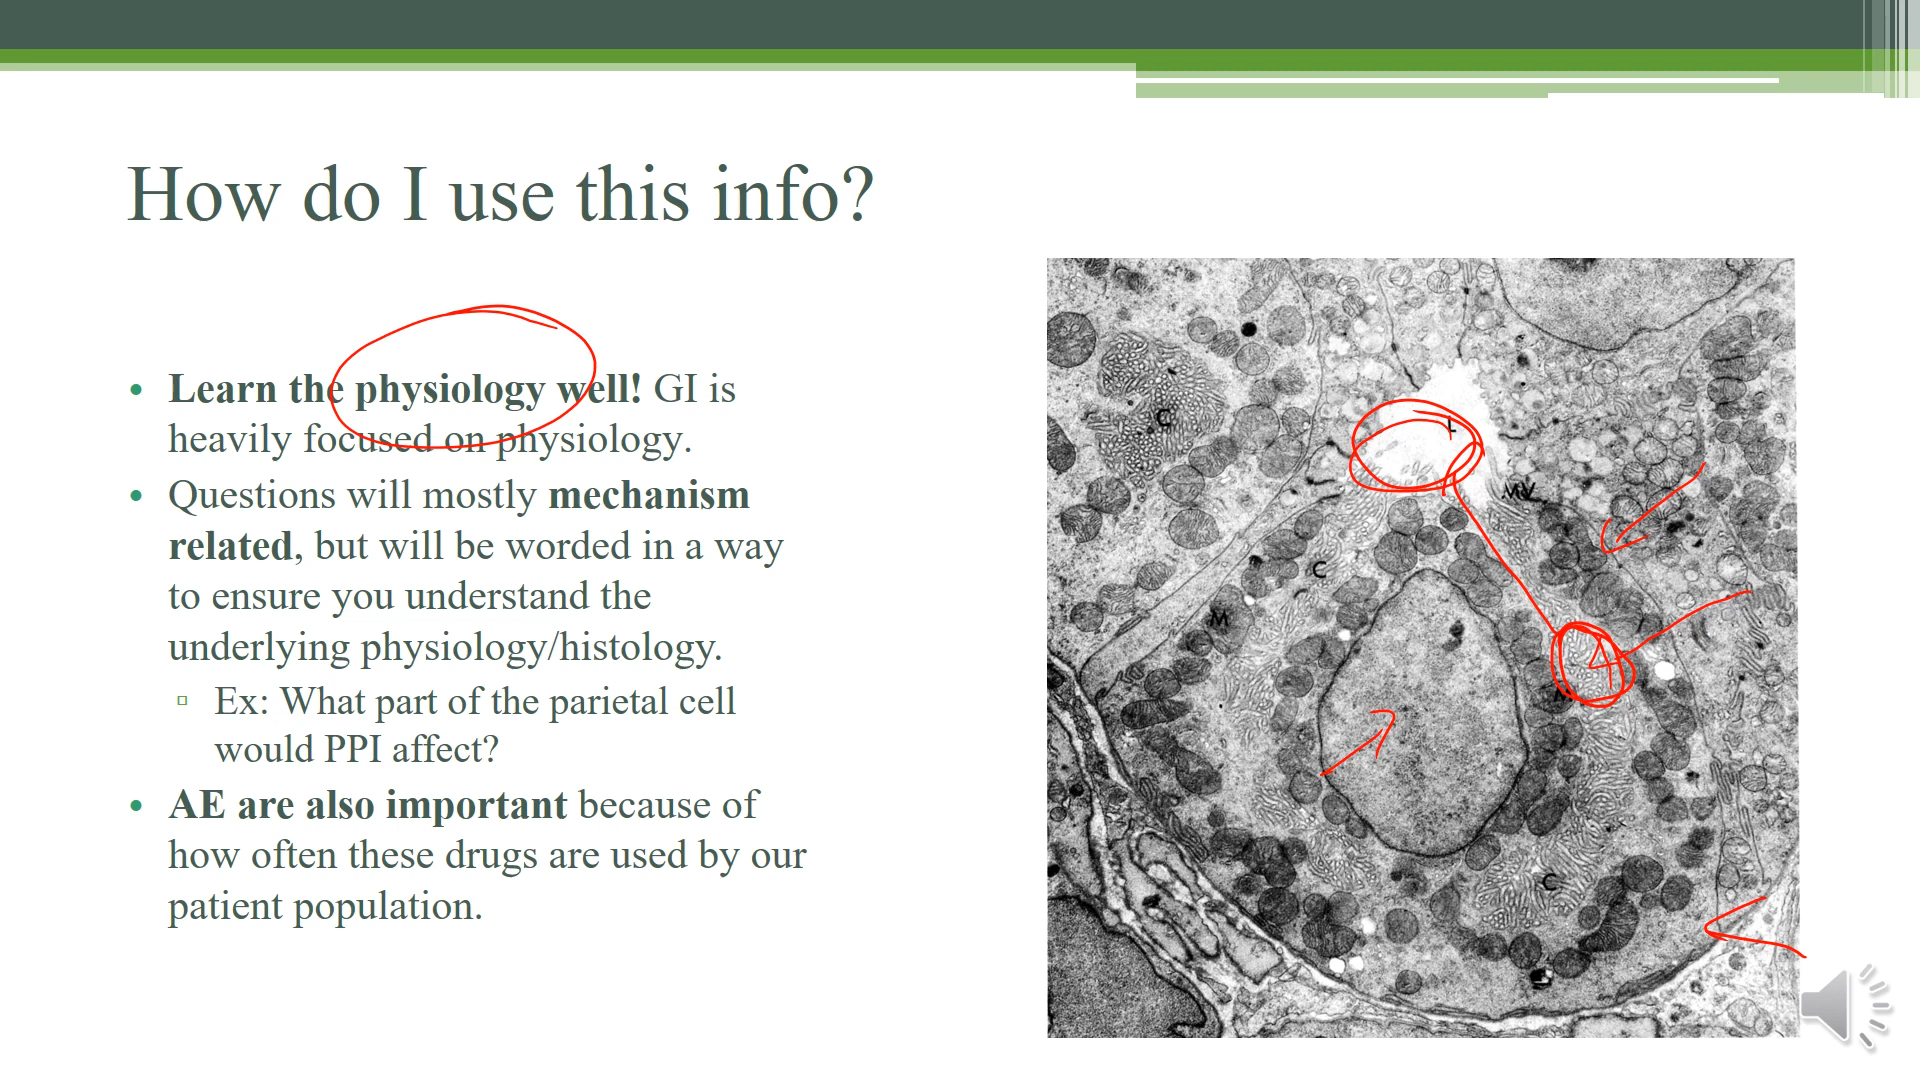 How do I use this info?
• Learn the physiology well! GI is
heavily focused on physiology.
• Questions will mostly mechanism
related, but will be worded in a way
to ensure you understand the
underlying physiology/histology.
▫ Ex: What part of the parietal cell
would PPI affect?
• AE are also important because of
how often these drugs are used by our
patient population.
C
L
MV
C
M
C